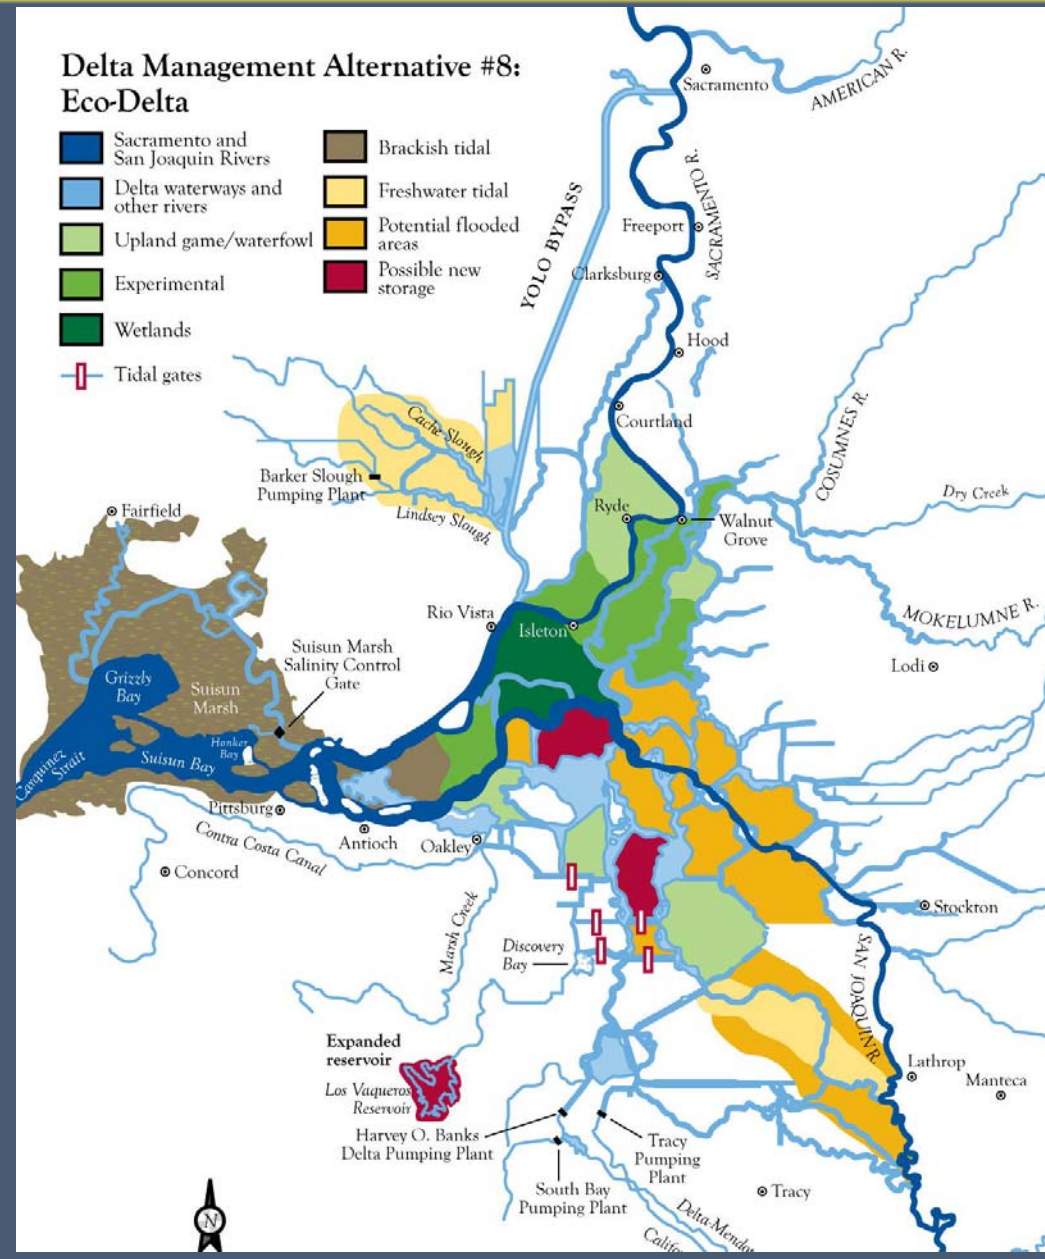 Delta Management Alternative #8:
Eco-Delta
Sacramento and
San Joaquin Rivers
Delta waterways and
other rivers
Upland game/waterfowl
Experimental
Wetlands
Tidal gates
Brackish tidal
Freshwater tidal
Potential flooded
areas
Possible new
storage
Sacramento
AMERICAN R.
YOLO BYPASS
SACRAMENTO R.
Freeport
Clarksburg
Hood
Courtland
COSUMNES R.
Cache Slough
Barker Slough
Pumping Plant
Lindsey Slough
Dry Creek
Fairfield
Ryde
Walnut
Grove
MOKELUMNE R.
Rio Vista
Isleton
Lodi
Suisun Marsh
Salinity Control
Gate
Grizzly
Bay
Suisun
Marsh
Honker
Bay
Suisun Bay
Carquinez
Strait
Pittsburg
Antioch
Oakley
Contra Costa Canal
Concord
Marsh Creek
Stockton
Discovery
Bay
SAN JOAQUIN R.
Expanded
reservoir
Los Vaqueros
Reservoir
Lathrop
Manteca
Harvey O. Banks
Delta Pumping Plant
Tracy
Pumping
Plant
South Bay
Pumping Plant
Tracy
Delta-Mendo
Califo
N